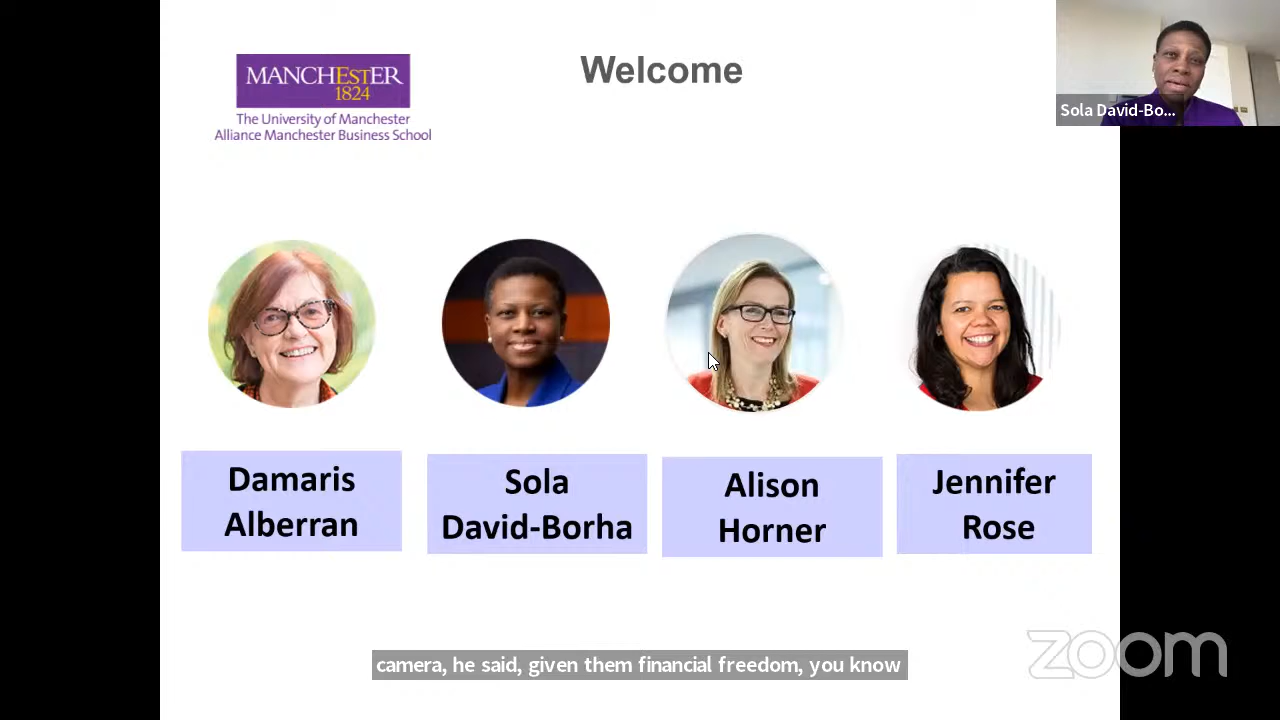 Welcome
MANCHESTER
1824
The University of Manchester
Alliance Manchester Business School
Sola David-Bo...
Damaris
Alberran
Sola
David-Borha
Alison
Horner
Jennifer
Rose
camera, he said, given them financial freedom, you know
zoom